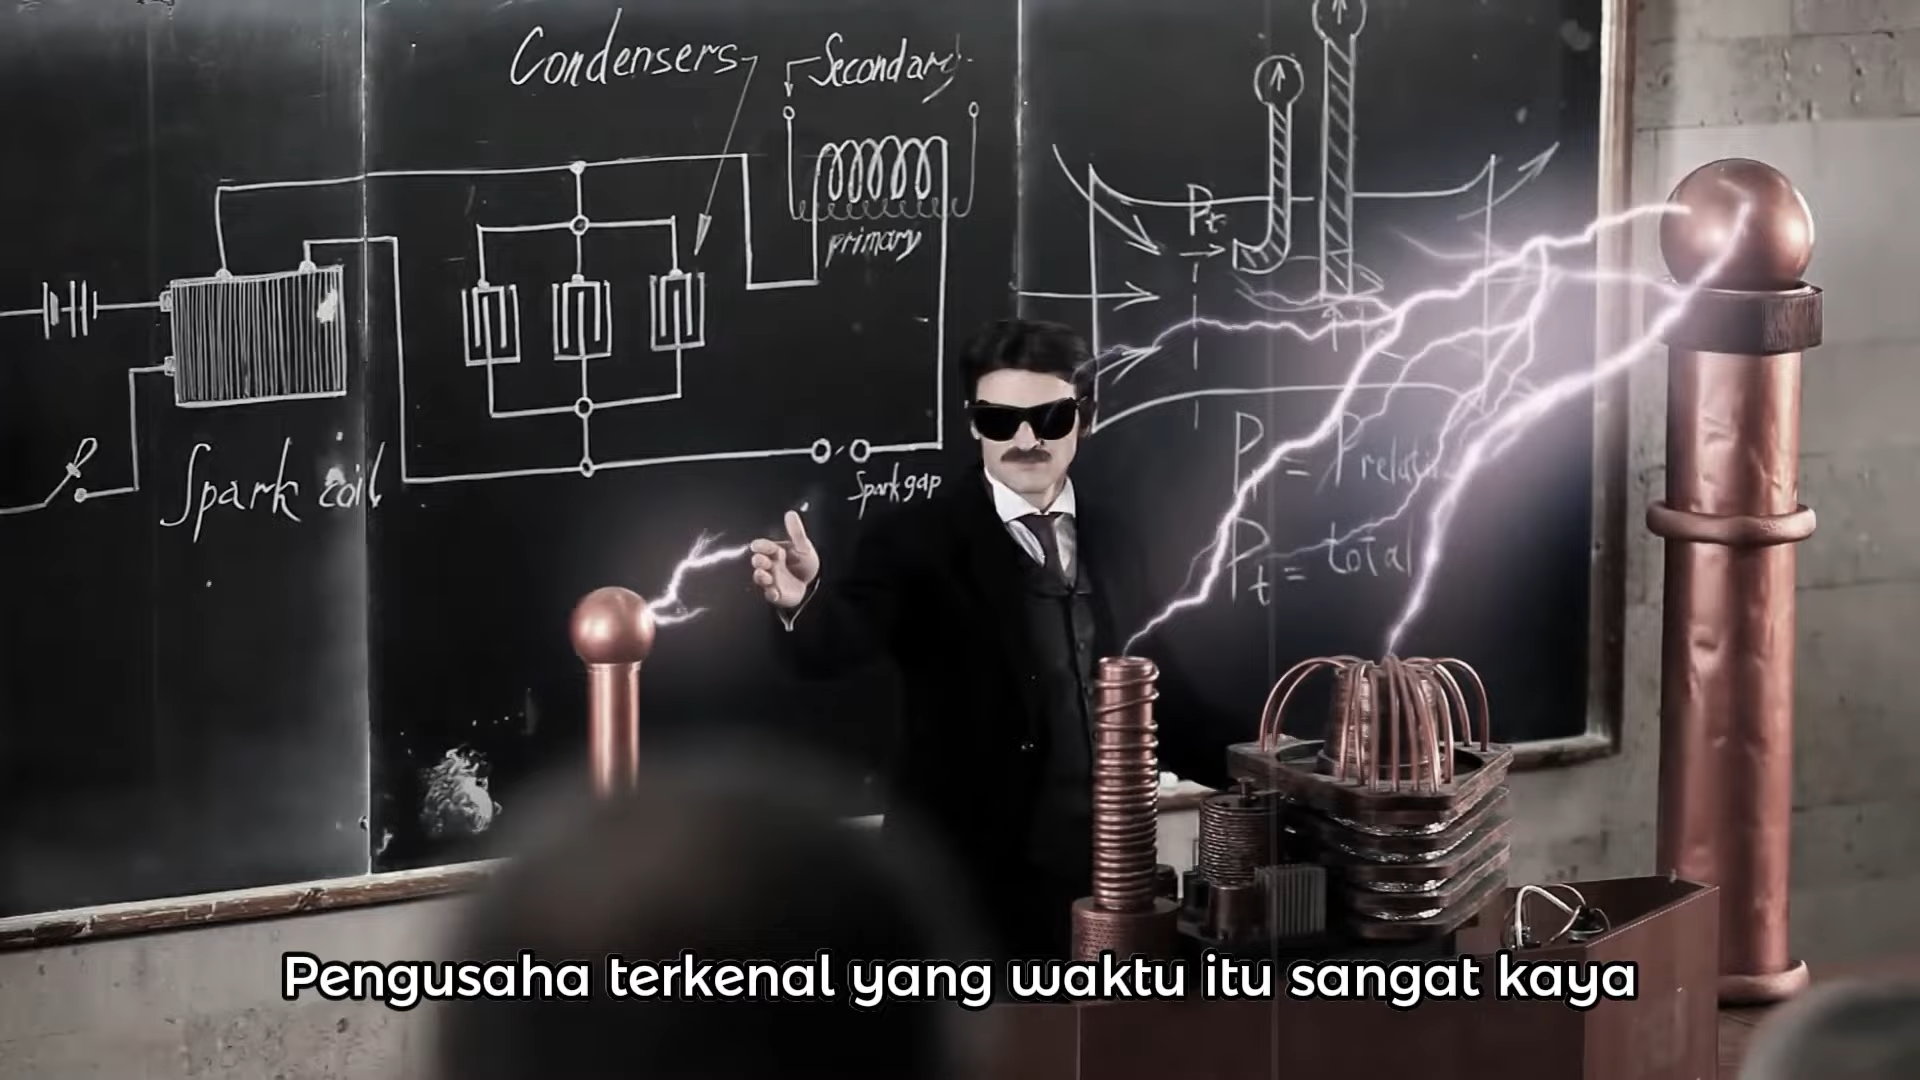 Condensers
Secondary
primary
Pt
Spark coil
Spark gap
Pt = total
Pengusaha terkenal yang waktu itu sangat kaya